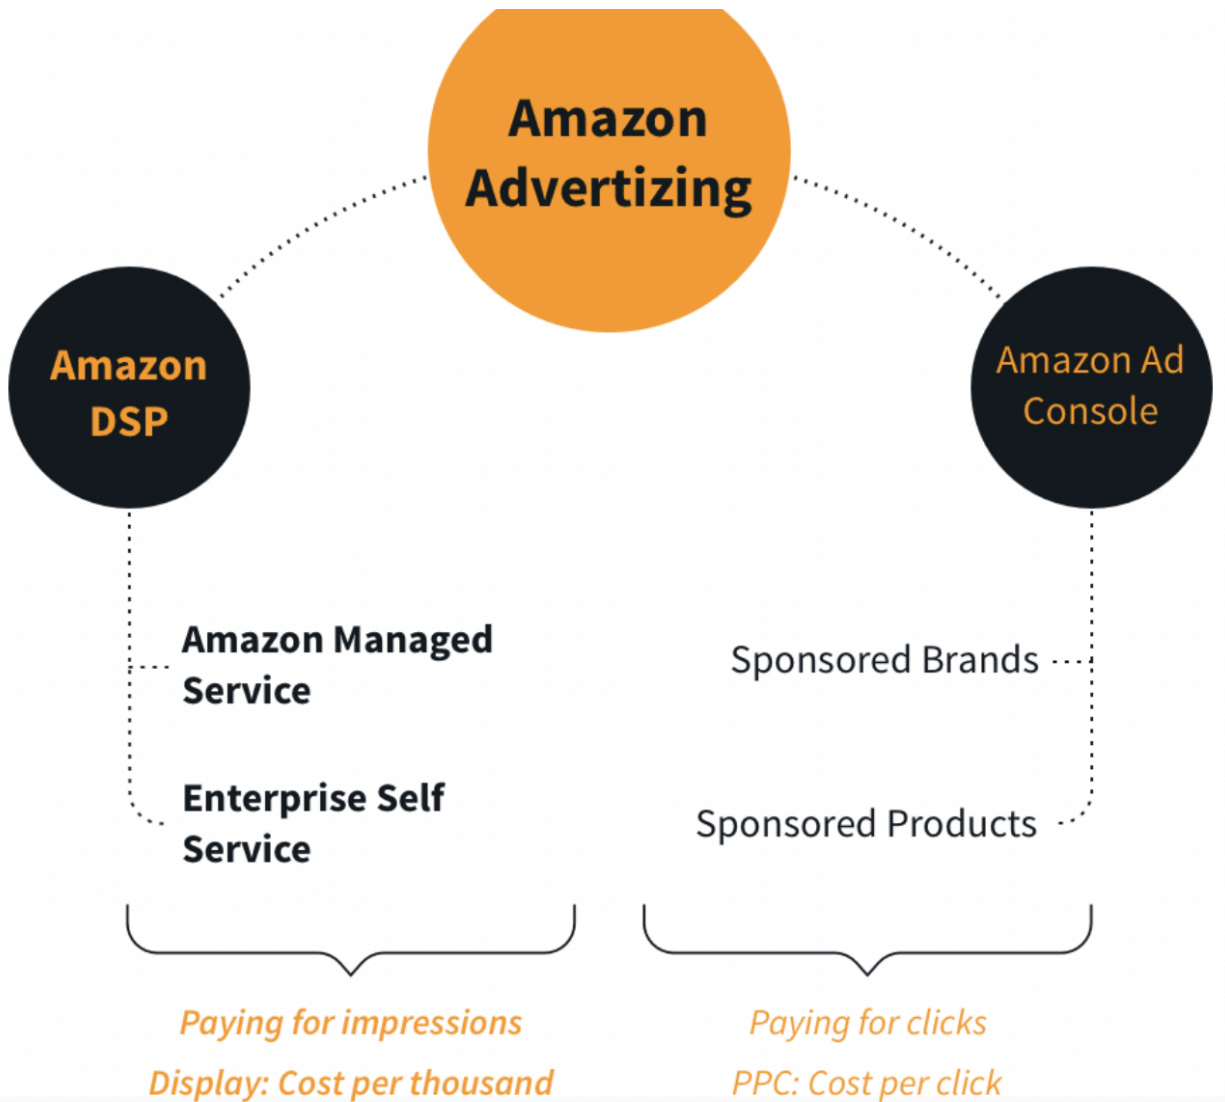 Amazon
Advertizing
Amazon
DSP
Amazon Ad
Console
Amazon Managed
Service
Enterprise Self
Service
Sponsored Brands
Sponsored Products
Paying for impressions
Display: Cost per thousand
Paying for clicks
PPC: Cost per click